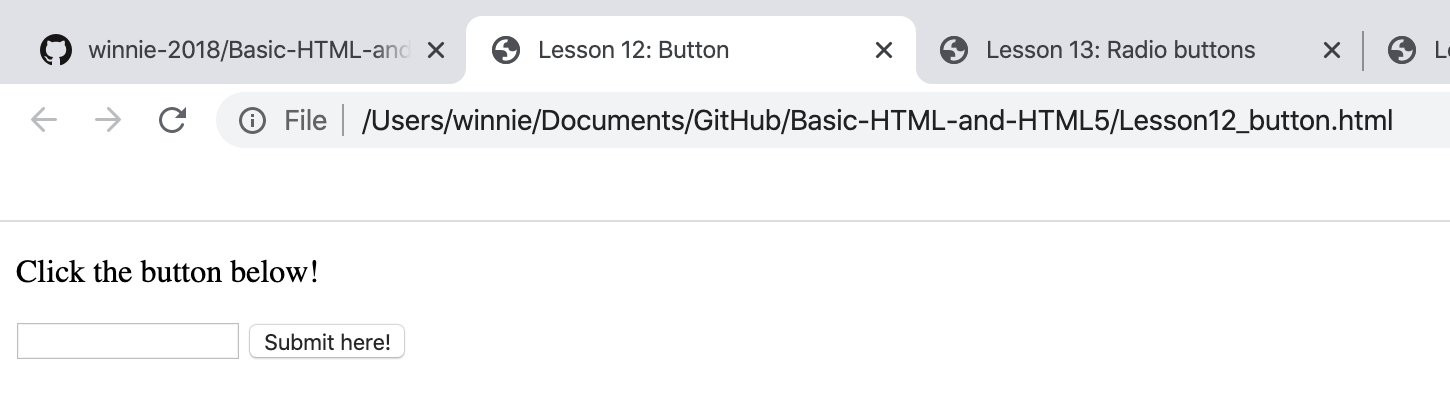 winnie-2018/Basic-HTML-and
Lesson 12: Button
Lesson 13: Radio buttons
File
/Users/winnie/Documents/GitHub/Basic-HTML-and-HTML5/Lesson12_button.html
Click the button below!
Submit here!